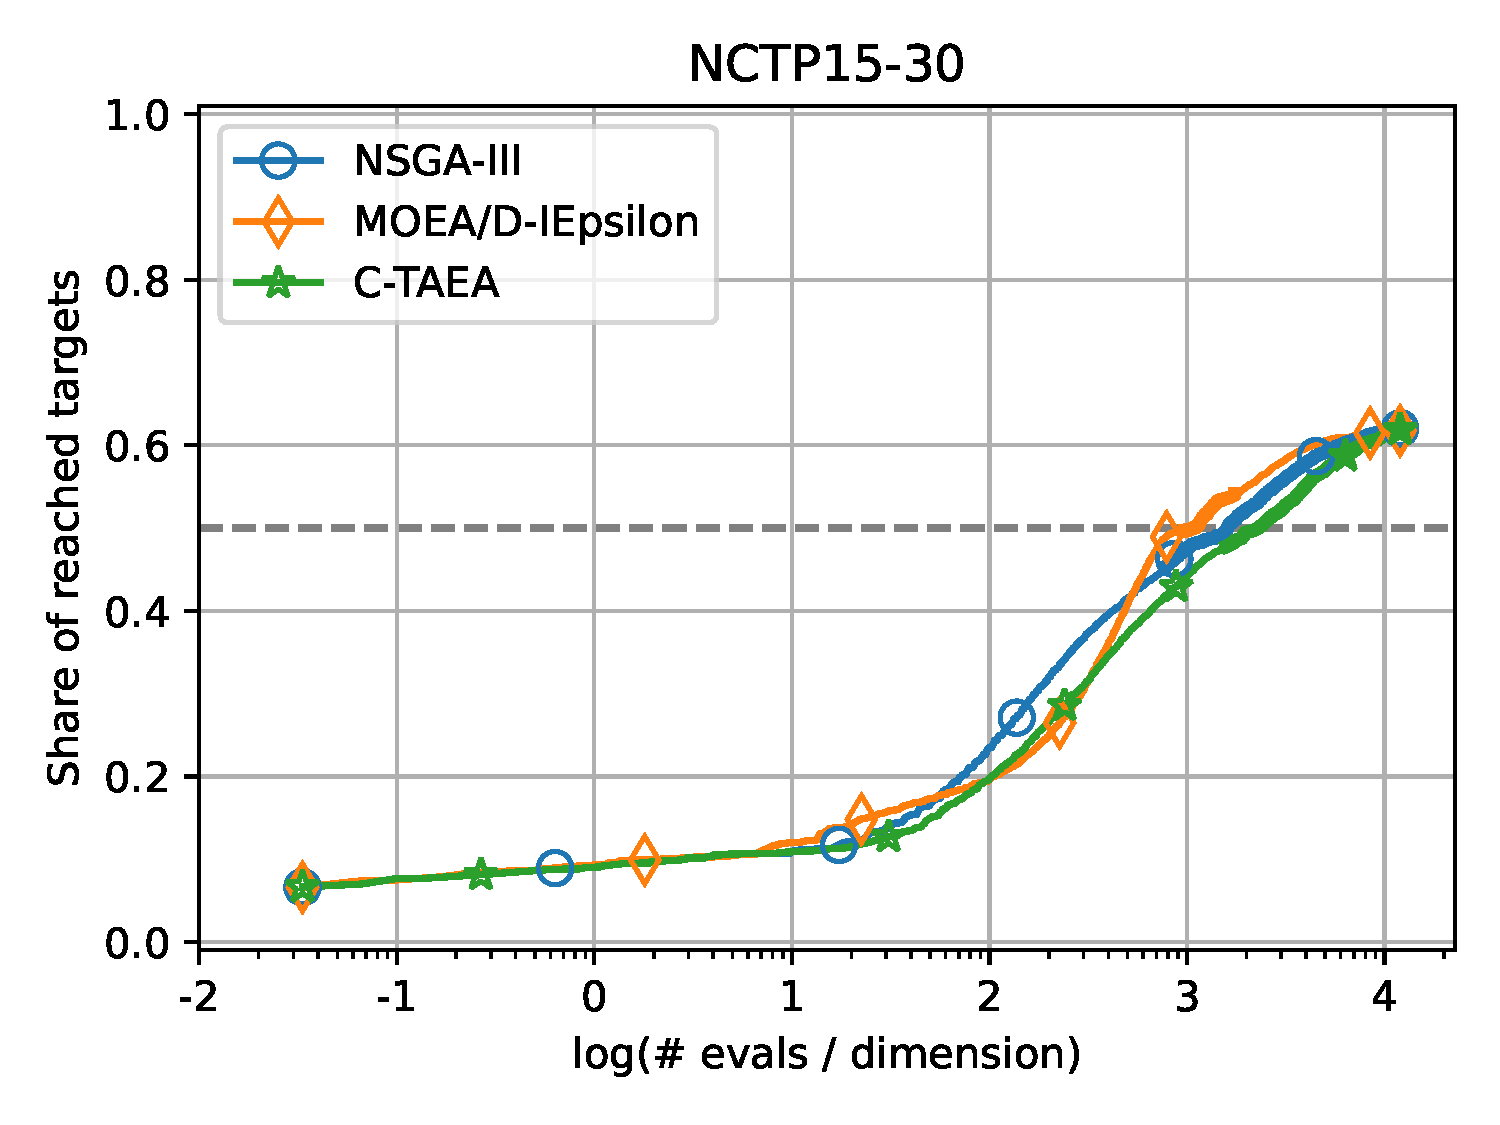 NCTP15-30
1.0
0.8
0.6
0.4
0.2
0.0
Share of reached targets
NSGA-III
MOEA/D-IEpsilon
C-TAEA
-2 -1 0 1 2 3 4
log(# evals / dimension)